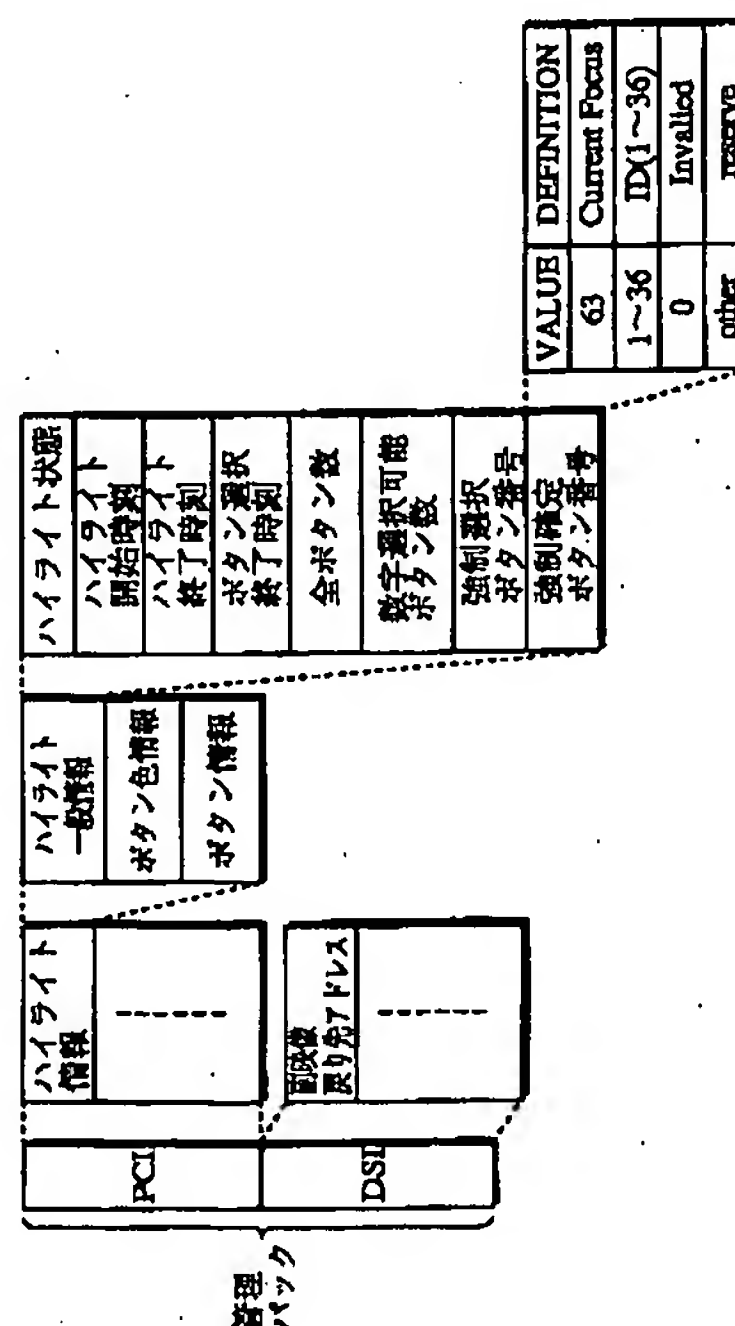 管理
パック
PCI
DSI
ハイライト
情報
前映像
戻り先アドレス
ハイライト
一般情報
ボタン色情報
ボタン情報
ハイライト状態
ハイライト
開始時刻
ハイライト
終了時刻
ボタン選択
終了時刻
全ボタン数
数字選択可能
ボタン数
強制選択
ボタン番号
強制確定
ボタン番号
VALUE DEFINITION
63 Current Focus
1~36 ID(1~36)
0 Invalied
other reserve